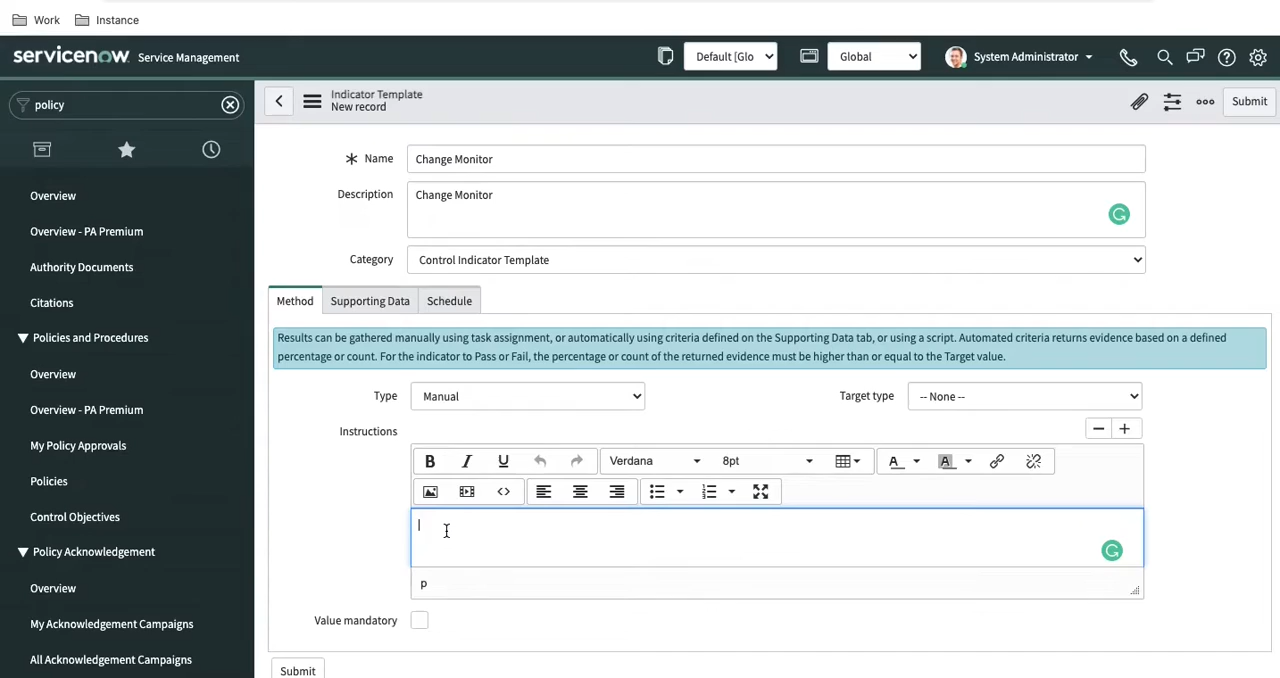 Work Instance
servicenow Service Management Default [Glo Global System Administrator
policy
Indicator Template
New record
Submit
Overview
Overview - PA Premium
Authority Documents
Citations
Policies and Procedures
Overview
Overview - PA Premium
My Policy Approvals
Policies
Control Objectives
Policy Acknowledgement
Overview
My Acknowledgement Campaigns
All Acknowledgement Campaigns
Name Change Monitor
Description Change Monitor
Category Control Indicator Template
Method Supporting Data Schedule
Results can be gathered manually using task assignment, or automatically using criteria defined on the Supporting Data tab, or using a script. Automated criteria returns evidence based on a defined
percentage or count. For the indicator to Pass or Fail, the percentage or count of the returned evidence must be higher than or equal to the Target value.
Type Manual Target type -- None --
Instructions
B I U Verdana 8pt A A
p
Value mandatory
Submit